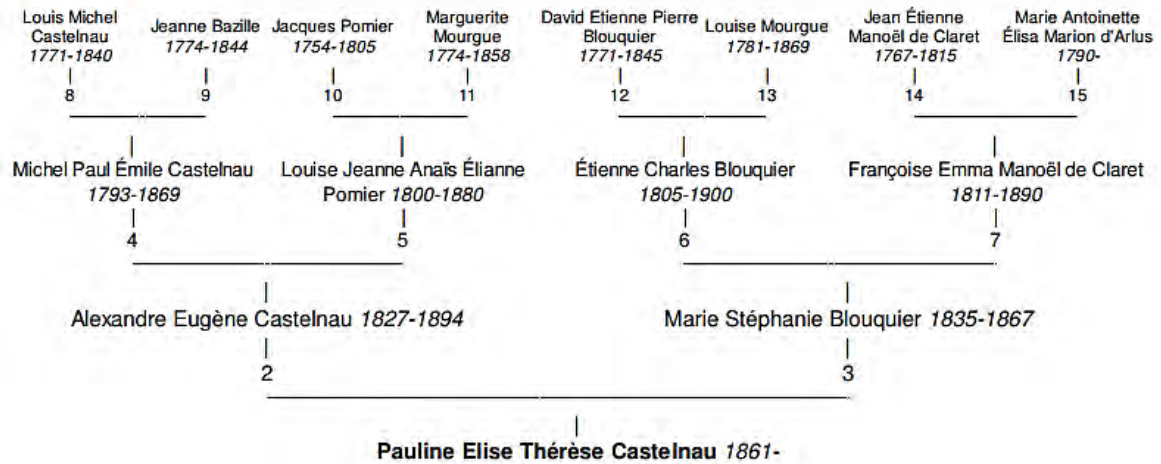 Louis Michel
Castelnau
1771-1840
Jeanne Bazille
1774-1844
Jacques Pomier
1754-1805
Marguerite
Mourgue
1774-1858
David Etienne Pierre
Blouquier
1771-1845
Louise Mourgue
1781-1869
Jean Étienne
Manoël de Claret
1767-1815
Marie Antoinette
Élisa Marion d'Arlus
1790-
8 9 10 11 12 13 14 15
Michel Paul Émile Castelnau
1793-1869
Louise Jeanne Anaïs Élianne
Pomier 1800-1880
Étienne Charles Blouquier
1805-1900
Françoise Emma Manoël de Claret
1811-1890
4 5 6 7
Alexandre Eugène Castelnau 1827-1894
Marie Stéphanie Blouquier 1835-1867
2 3
Pauline Elise Thérèse Castelnau 1861-